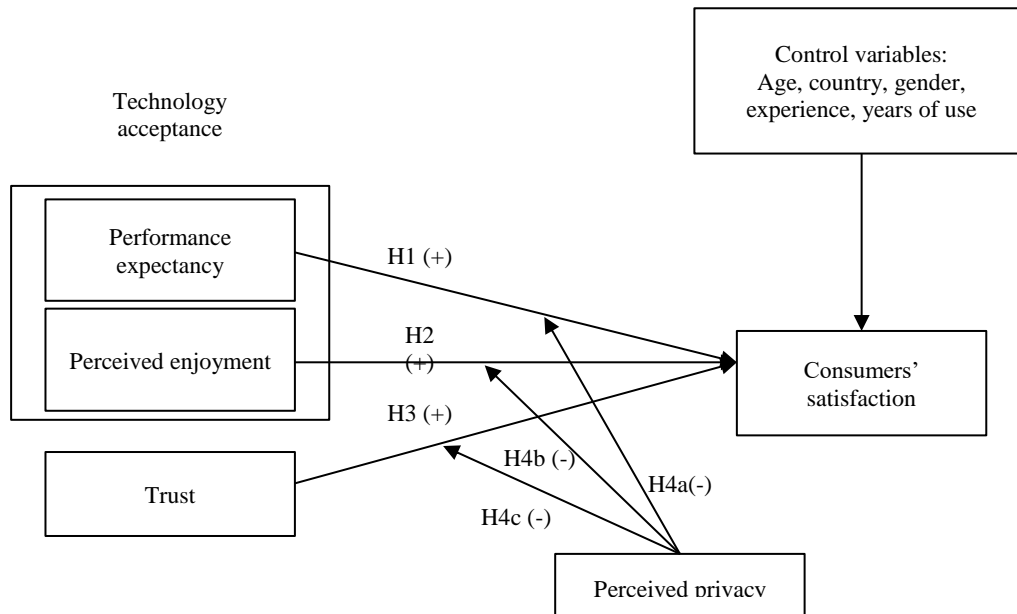 Control variables:
Age, country, gender,
experience, years of use
Technology
acceptance
Performance
expectancy
H1 (+)
H2
(+)
Perceived enjoyment
Consumers’
satisfaction
H3 (+)
Trust
H4b (-)
H4a(-)
H4c (-)
Perceived privacy